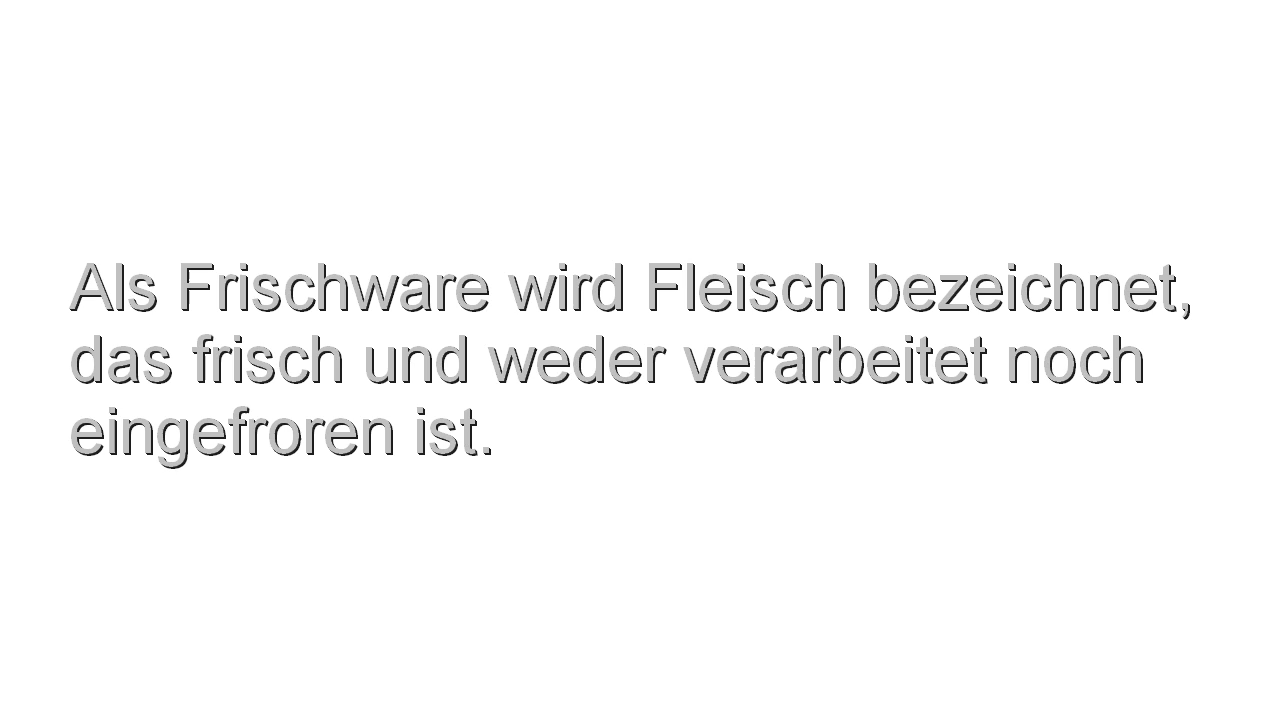 Als Frischware wird Fleisch bezeichnet,
das frisch und weder verarbeitet noch
eingefroren ist.